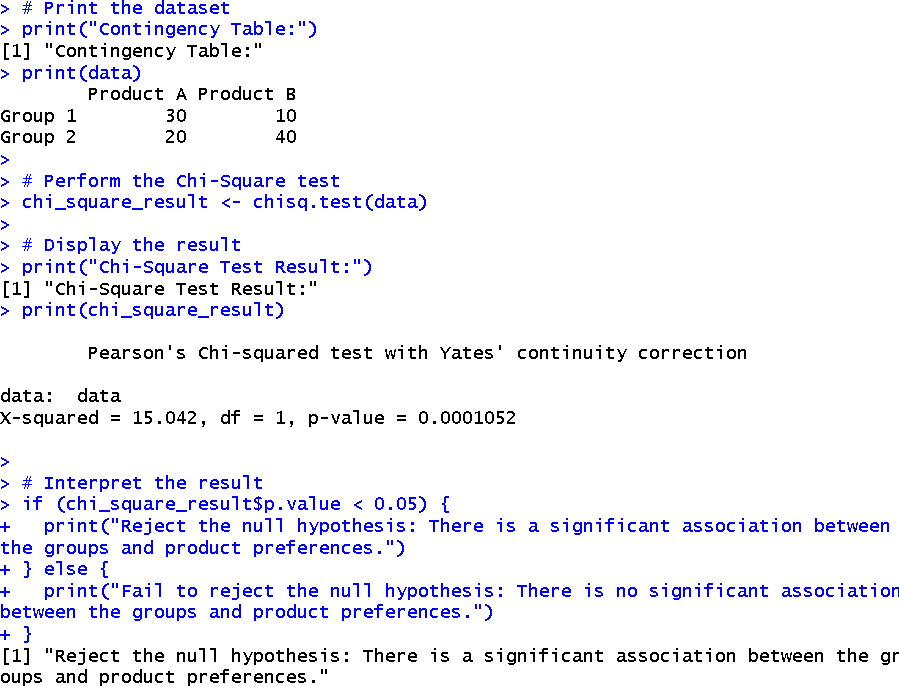 > # Print the dataset
> print("Contingency Table:")
[1] "Contingency Table:"
> print(data)
        Product A Product B
Group 1        30        10
Group 2        20        40
>
> # Perform the Chi-Square test
> chi_square_result <- chisq.test(data)
>
> # Display the result
> print("Chi-Square Test Result:")
[1] "Chi-Square Test Result:"
> print(chi_square_result)

        Pearson's Chi-squared test with Yates' continuity correction

data:  data
X-squared = 15.042, df = 1, p-value = 0.0001052

>
> # Interpret the result
> if (chi_square_result$p.value < 0.05) {
+   print("Reject the null hypothesis: There is a significant association between
the groups and product preferences.")
+ } else {
+   print("Fail to reject the null hypothesis: There is no significant association
between the groups and product preferences.")
+ }
[1] "Reject the null hypothesis: There is a significant association between the gr
oups and product preferences."